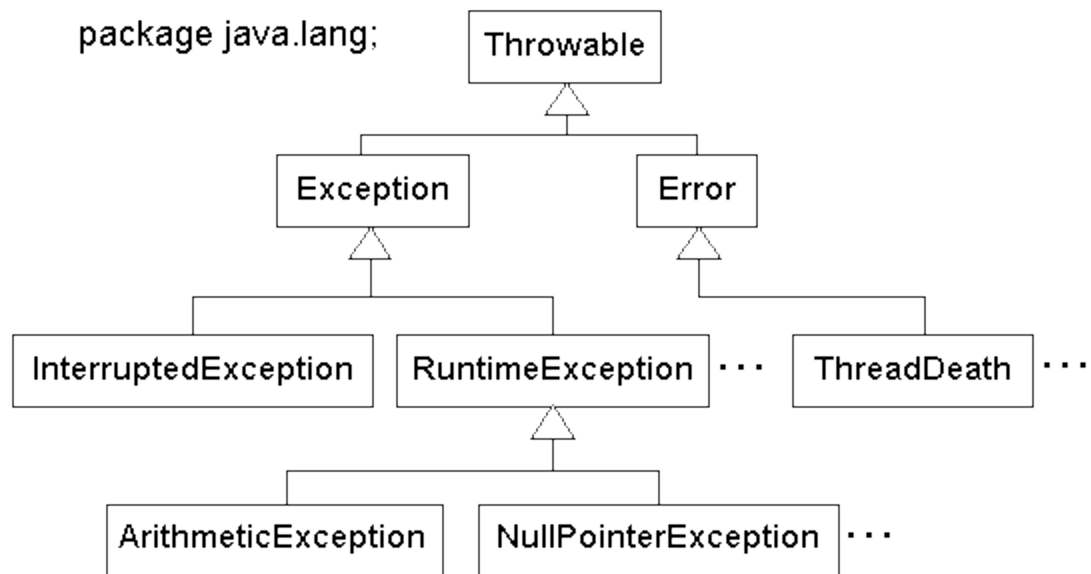 package java.lang;
Throwable
Exception
Error
InterruptedException
RuntimeException
...
ThreadDeath
...
ArithmeticException
NullPointerException
...